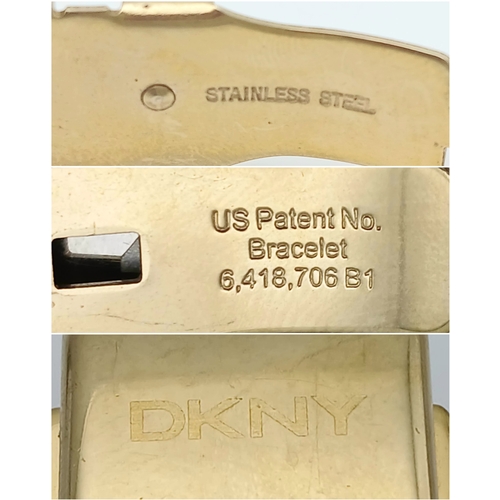 STAINLESS STEEL
US Patent No.
Bracelet
6,418,706 B1
DKNY